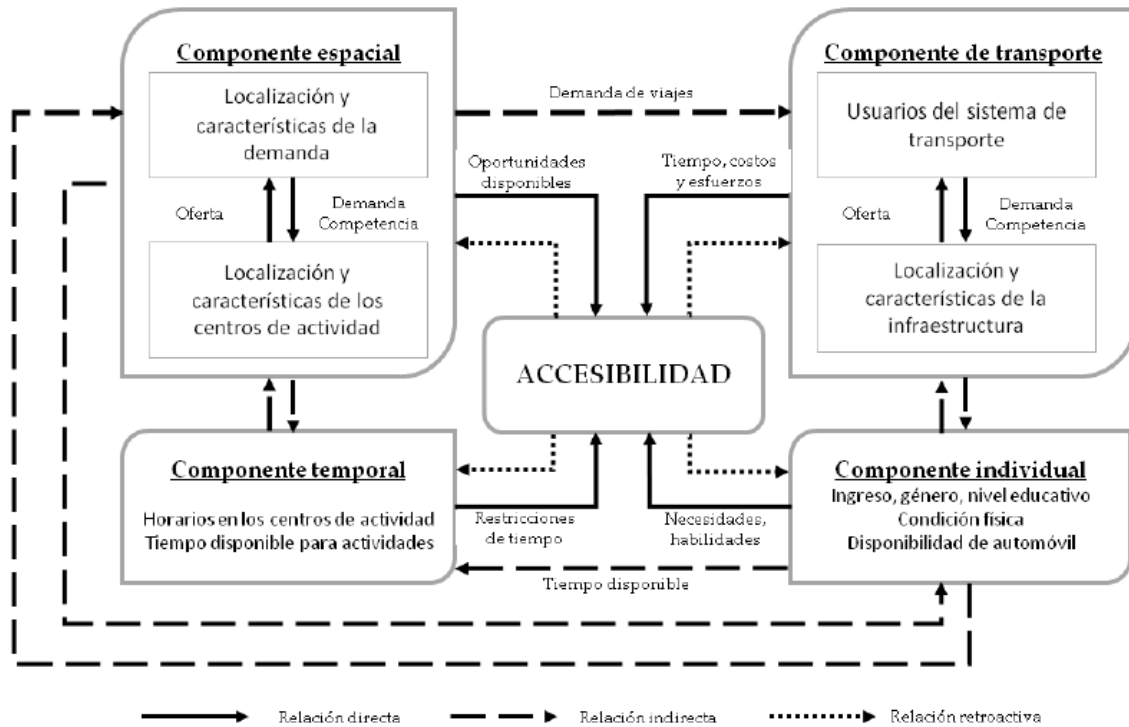 Componente espacial
Localización y
características de la
demanda
Oferta
Demanda
Competencia
Localización y
características de los
centros de actividad
Demanda de viajes
Oportunidades
disponibles
Tiempo, costos
y esfuerzos
Componente de transporte
Usuarios del sistema de
transporte
Oferta
Demanda
Competencia
Localización y
características de la
infraestructura
ACCESIBILIDAD
Componente temporal
Horarios en los centros de actividad
Tiempo disponible para actividades
Restricciones
de tiempo
Necesidades,
habilidades
Tiempo disponible
Componente individual
Ingreso, género, nivel educativo
Condición física
Disponibilidad de automóvil
Relación directa
Relación indirecta
Relación retroactiva